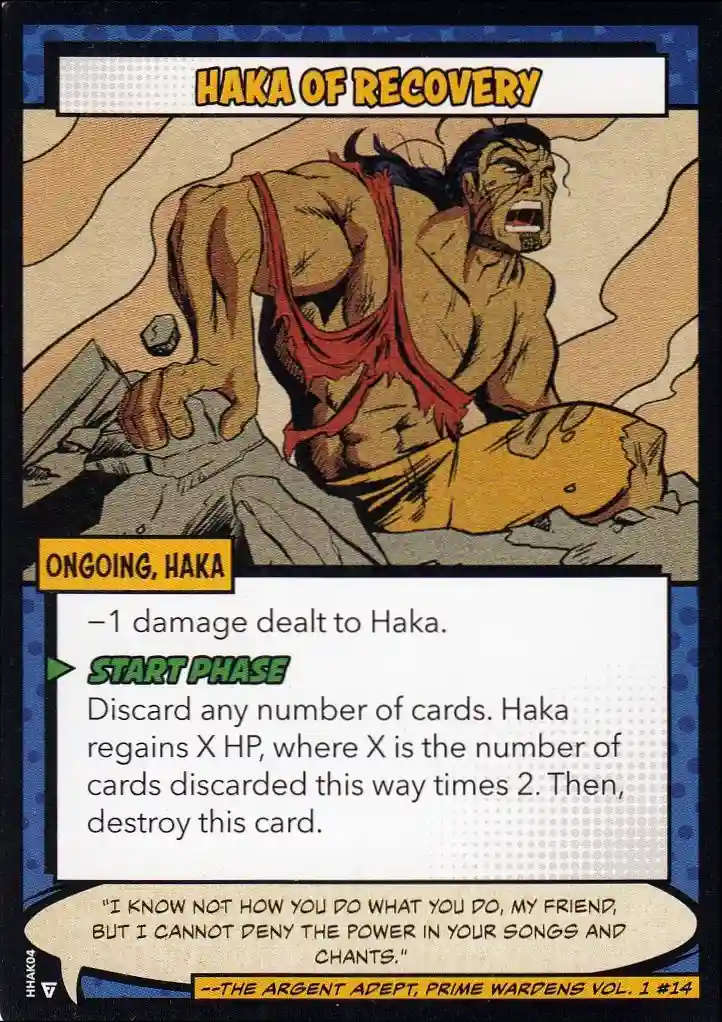 HAKA OF RECOVERY
ONGOING, HAKA
−1 damage dealt to Haka.
START PHASE
Discard any number of cards. Haka
regains X HP, where X is the number of
cards discarded this way times 2. Then,
destroy this card.
"I KNOW NOT HOW YOU DO WHAT YOU DO, MY FRIEND,
BUT I CANNOT DENY THE POWER IN YOUR SONGS AND
CHANTS."
--THE ARGENT ADEPT, PRIME WARDENS VOL. 1 #14
HHAK04